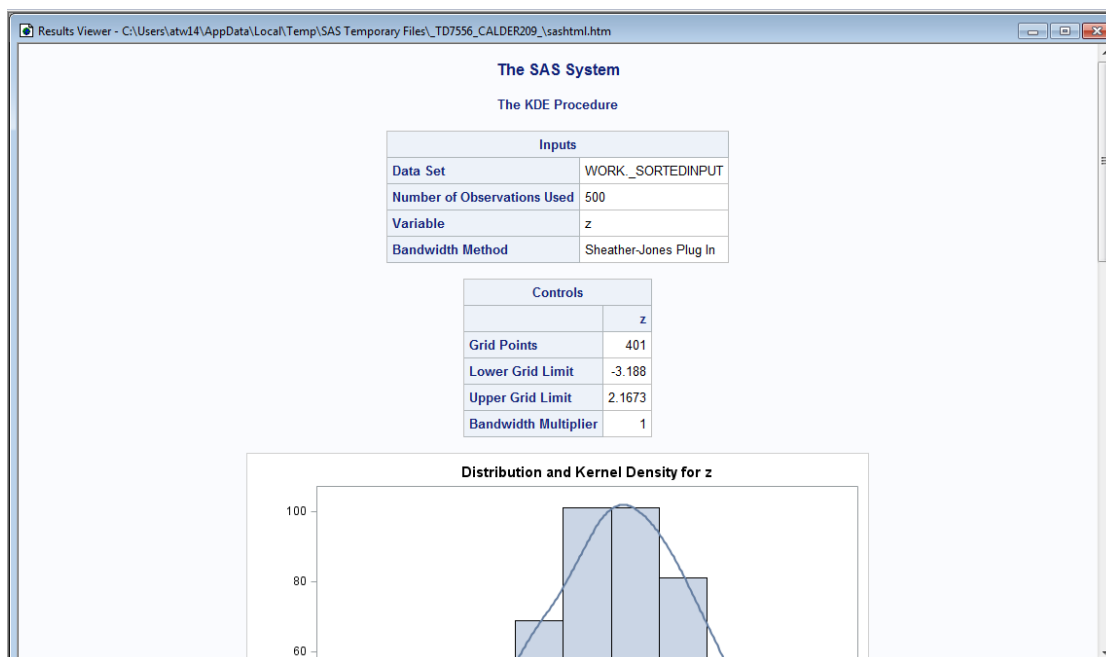 Results Viewer - C:\Users\atw14\AppData\Local\Temp\SAS Temporary Files\_TD7556_CALDER209_\sashtml.htm
The SAS System
The KDE Procedure
Inputs
Data Set WORK._SORTEDINPUT
Number of Observations Used 500
Variable z
Bandwidth Method Sheather-Jones Plug In
Controls
z
Grid Points 401
Lower Grid Limit -3.188
Upper Grid Limit 2.1673
Bandwidth Multiplier 1
Distribution and Kernel Density for z
100
80
60